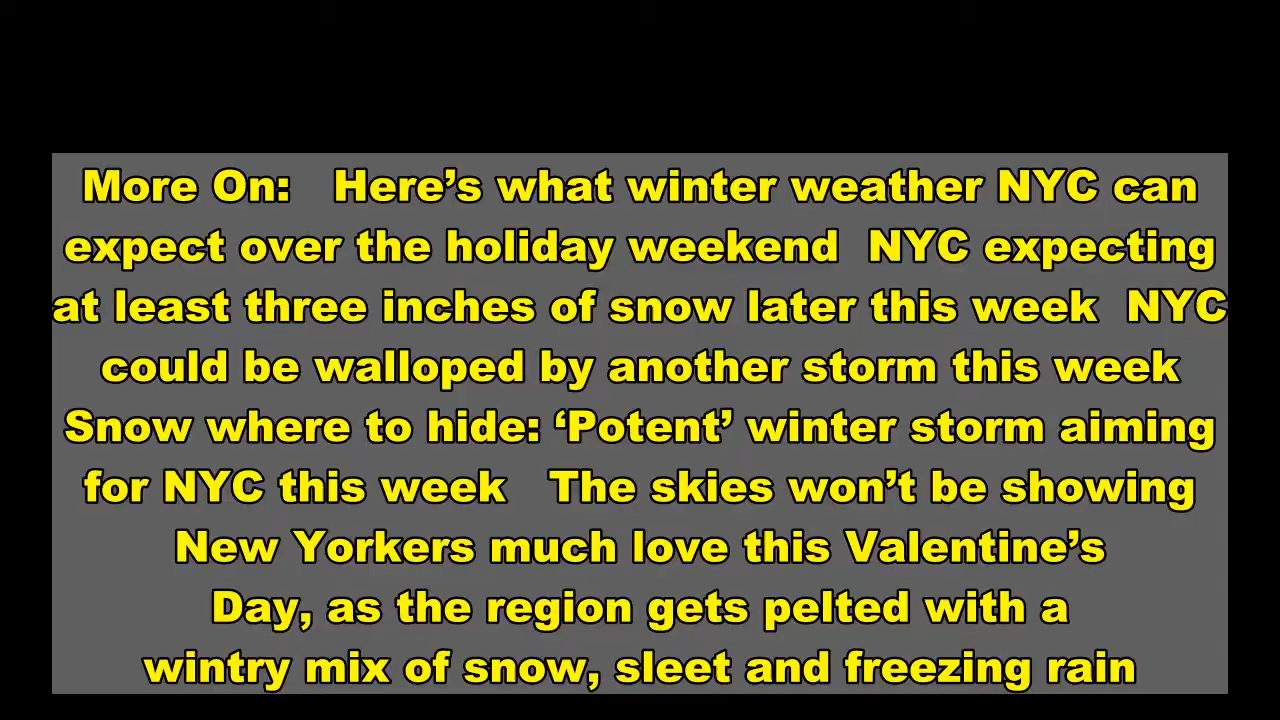 More On:   Here’s what winter weather NYC can
expect over the holiday weekend  NYC expecting
at least three inches of snow later this week  NYC
could be walloped by another storm this week
Snow where to hide: ‘Potent’ winter storm aiming
for NYC this week   The skies won’t be showing
New Yorkers much love this Valentine’s
Day, as the region gets pelted with a
wintry mix of snow, sleet and freezing rain